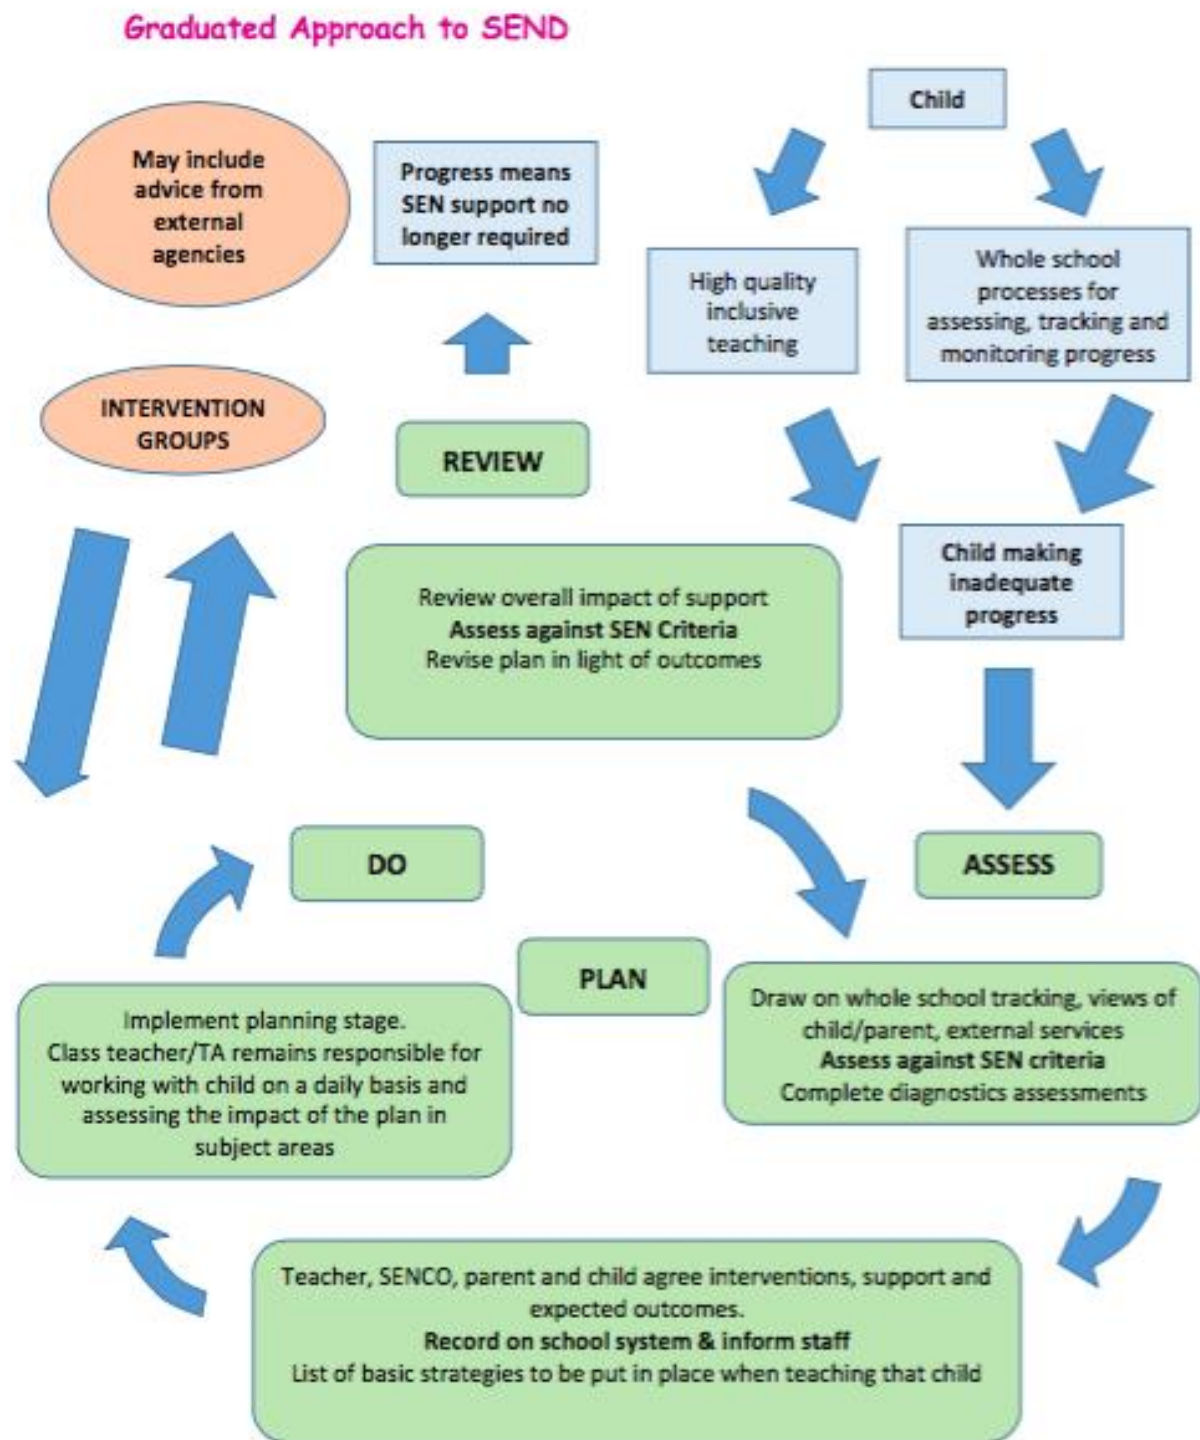 Graduated Approach to SEND
Child
May include
advice from
external
agencies
Progress means
SEN support no
longer required
High quality
inclusive
teaching
Whole school
processes for
assessing, tracking and
monitoring progress
INTERVENTION
GROUPS
REVIEW
Child making
inadequate
progress
Review overall impact of support
Assess against SEN Criteria
Revise plan in light of outcomes
DO
ASSESS
PLAN
Draw on whole school tracking, views of
child/parent, external services
Assess against SEN criteria
Complete diagnostics assessments
Implement planning stage.
Class teacher/TA remains responsible for
working with child on a daily basis and
assessing the impact of the plan in
subject areas
Teacher, SENCO, parent and child agree interventions, support and
expected outcomes.
Record on school system & inform staff
List of basic strategies to be put in place when teaching that child